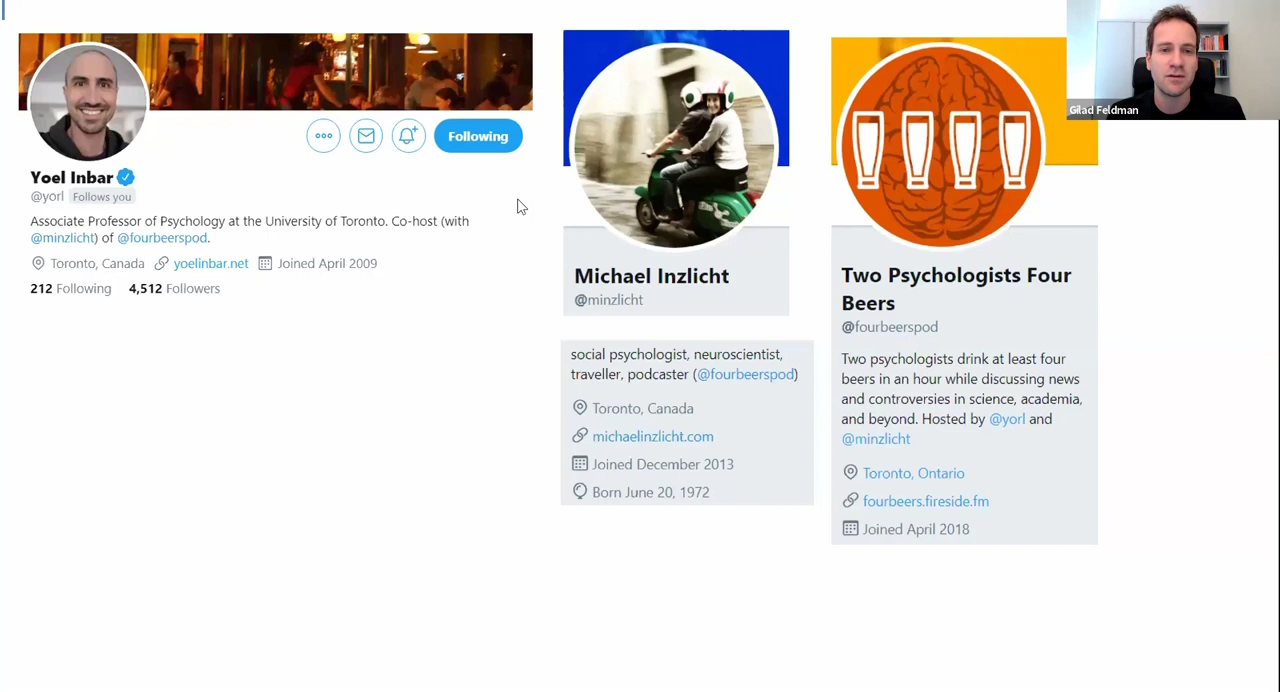 Following
Yoel Inbar
@yorl Follows you
Associate Professor of Psychology at the University of Toronto. Co-host (with
@minzlicht) of @fourbeerspod.
Toronto, Canada yoelinbar.net Joined April 2009
212 Following 4,512 Followers
Michael Inzlicht
@minzlicht
social psychologist, neuroscientist,
traveller, podcaster (@fourbeerspod)
Toronto, Canada
michaelinzlicht.com
Joined December 2013
Born June 20, 1972
Two Psychologists Four
Beers
@fourbeerspod
Two psychologists drink at least four
beers in an hour while discussing news
and controversies in science, academia,
and beyond. Hosted by @yorl and
@minzlicht
Toronto, Ontario
fourbeers.fireside.fm
Joined April 2018
Gilad Feldman